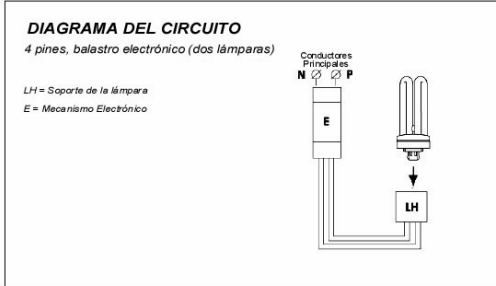 DIAGRAMA DEL CIRCUITO
4 pines, balastro electrónico (dos lámparas)
LH = Soporte de la lámpara
E = Mecanismo Electrónico
Conductores
Principales
N P
E
LH